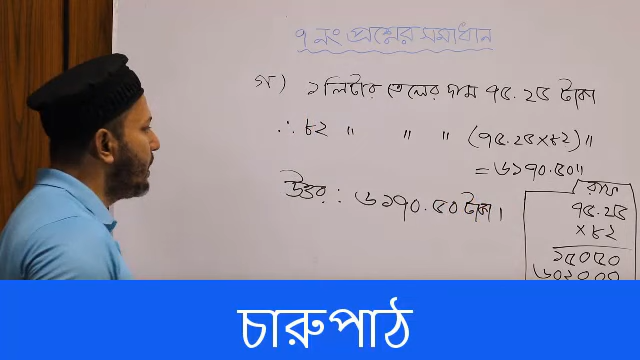 ৭ নং প্রশ্নের সমাধান
গ) ১ লিটার তেলের দাম ৭৫.২৫ টাকা
∴ ৮২ " " " (৭৫.২৫×৮২) "
= ৬১৭০.৫০ "
উত্তর : ৬১৭০.৫০ টাকা।
রাফ
৭৫.২৫
×৮২
১৫০৫০
৬০২০০০
চারুপাঠ